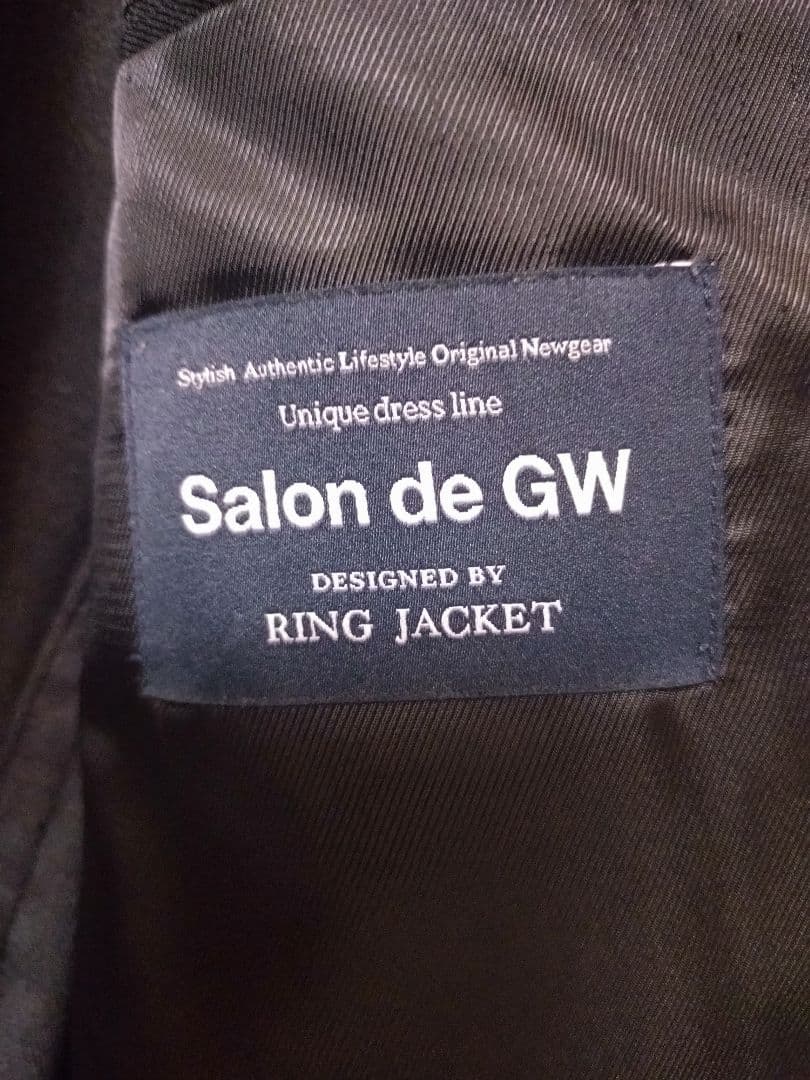 Stylish Authentic Lifestyle Original Newgear
Unique dress line
Salon de GW
DESIGNED BY
RING JACKET